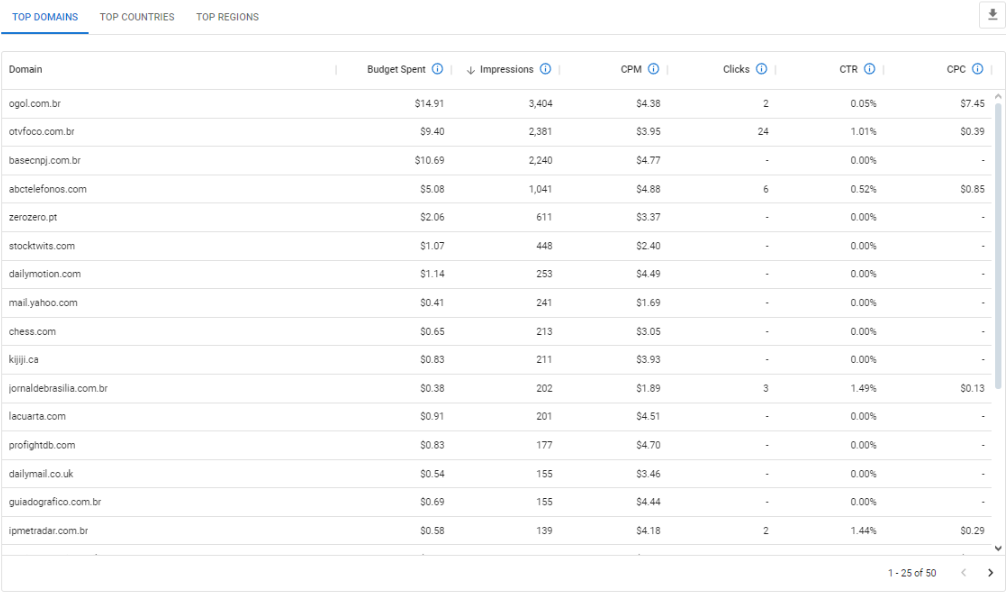 TOP DOMAINS TOP COUNTRIES TOP REGIONS
Domain Budget Spent Impressions CPM Clicks CTR CPC
ogol.com.br $14.91 3,404 $4.38 2 0.05% $7.45
otvfoco.com.br $9.40 2,381 $3.95 24 1.01% $0.39
basecnpj.com.br $10.69 2,240 $4.77 - 0.00% -
abctelefonos.com $5.08 1,041 $4.88 6 0.52% $0.85
zerozero.pt $2.06 611 $3.37 - 0.00% -
stocktwits.com $1.07 448 $2.40 - 0.00% -
dailymotion.com $1.14 253 $4.49 - 0.00% -
mail.yahoo.com $0.41 241 $1.69 - 0.00% -
chess.com $0.65 213 $3.05 - 0.00% -
kijiji.ca $0.83 211 $3.93 - 0.00% -
jornaldebrasilia.com.br $0.38 202 $1.89 3 1.49% $0.13
lacuarta.com $0.91 201 $4.51 - 0.00% -
profightdb.com $0.83 177 $4.70 - 0.00% -
dailymail.co.uk $0.54 155 $3.46 - 0.00% -
guiadografico.com.br $0.69 155 $4.44 - 0.00% -
ipmetradar.com.br $0.58 139 $4.18 2 1.44% $0.29
1 - 25 of 50